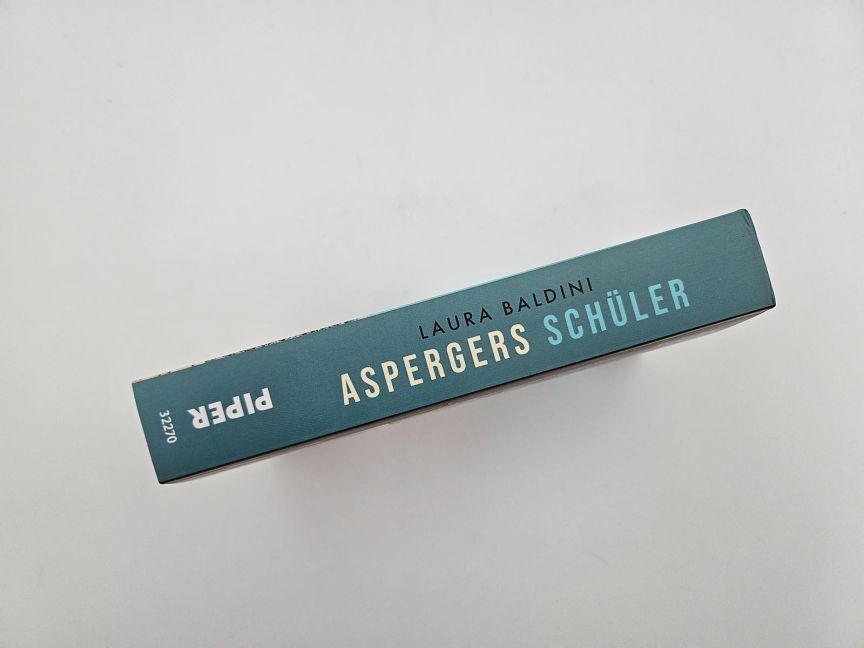 LAURA BALDINI
ASPERGERS SCHÜLER
PIPER
32270